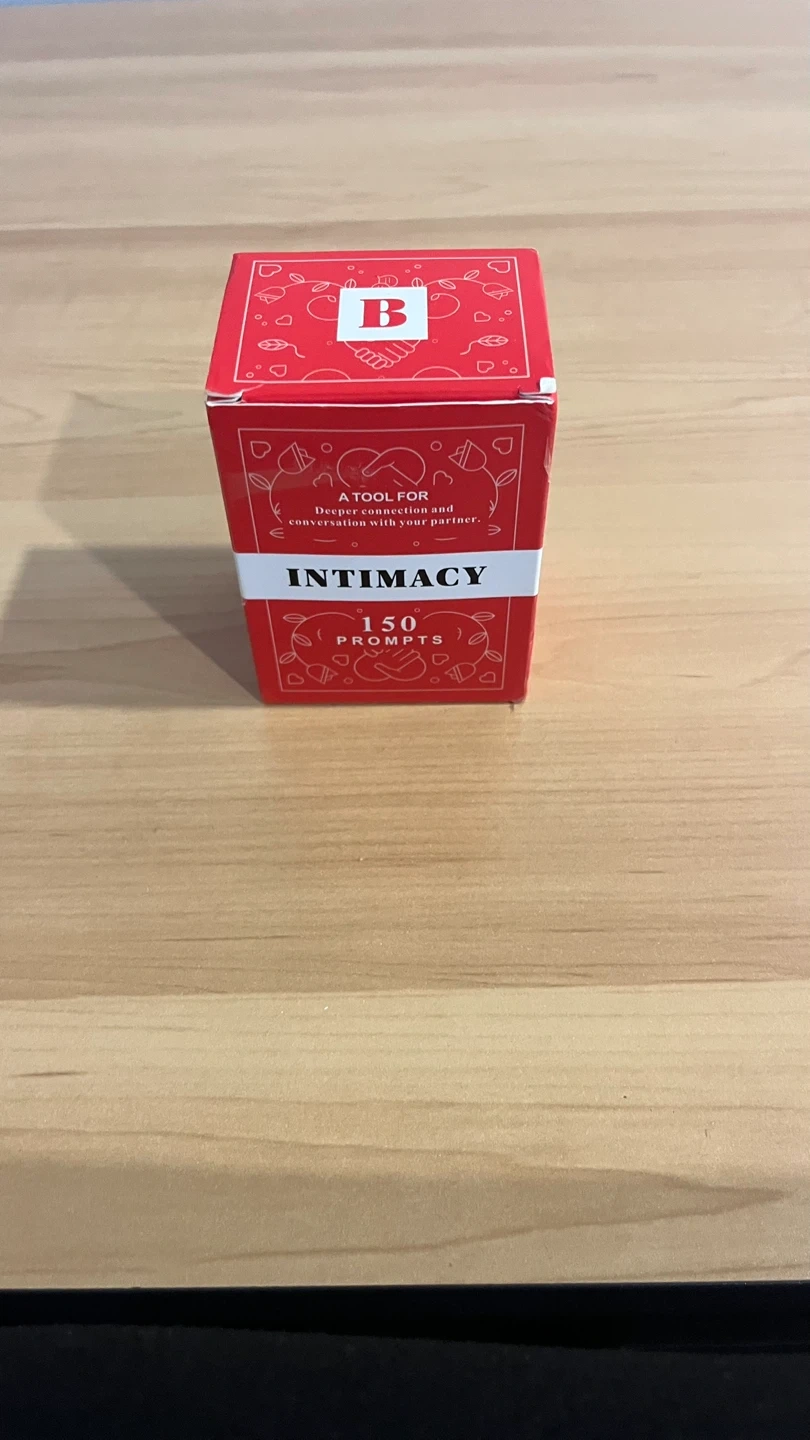 B
A TOOL FOR
Deeper connection and
conversation with your partner.
INTIMACY
150
PROMPTS